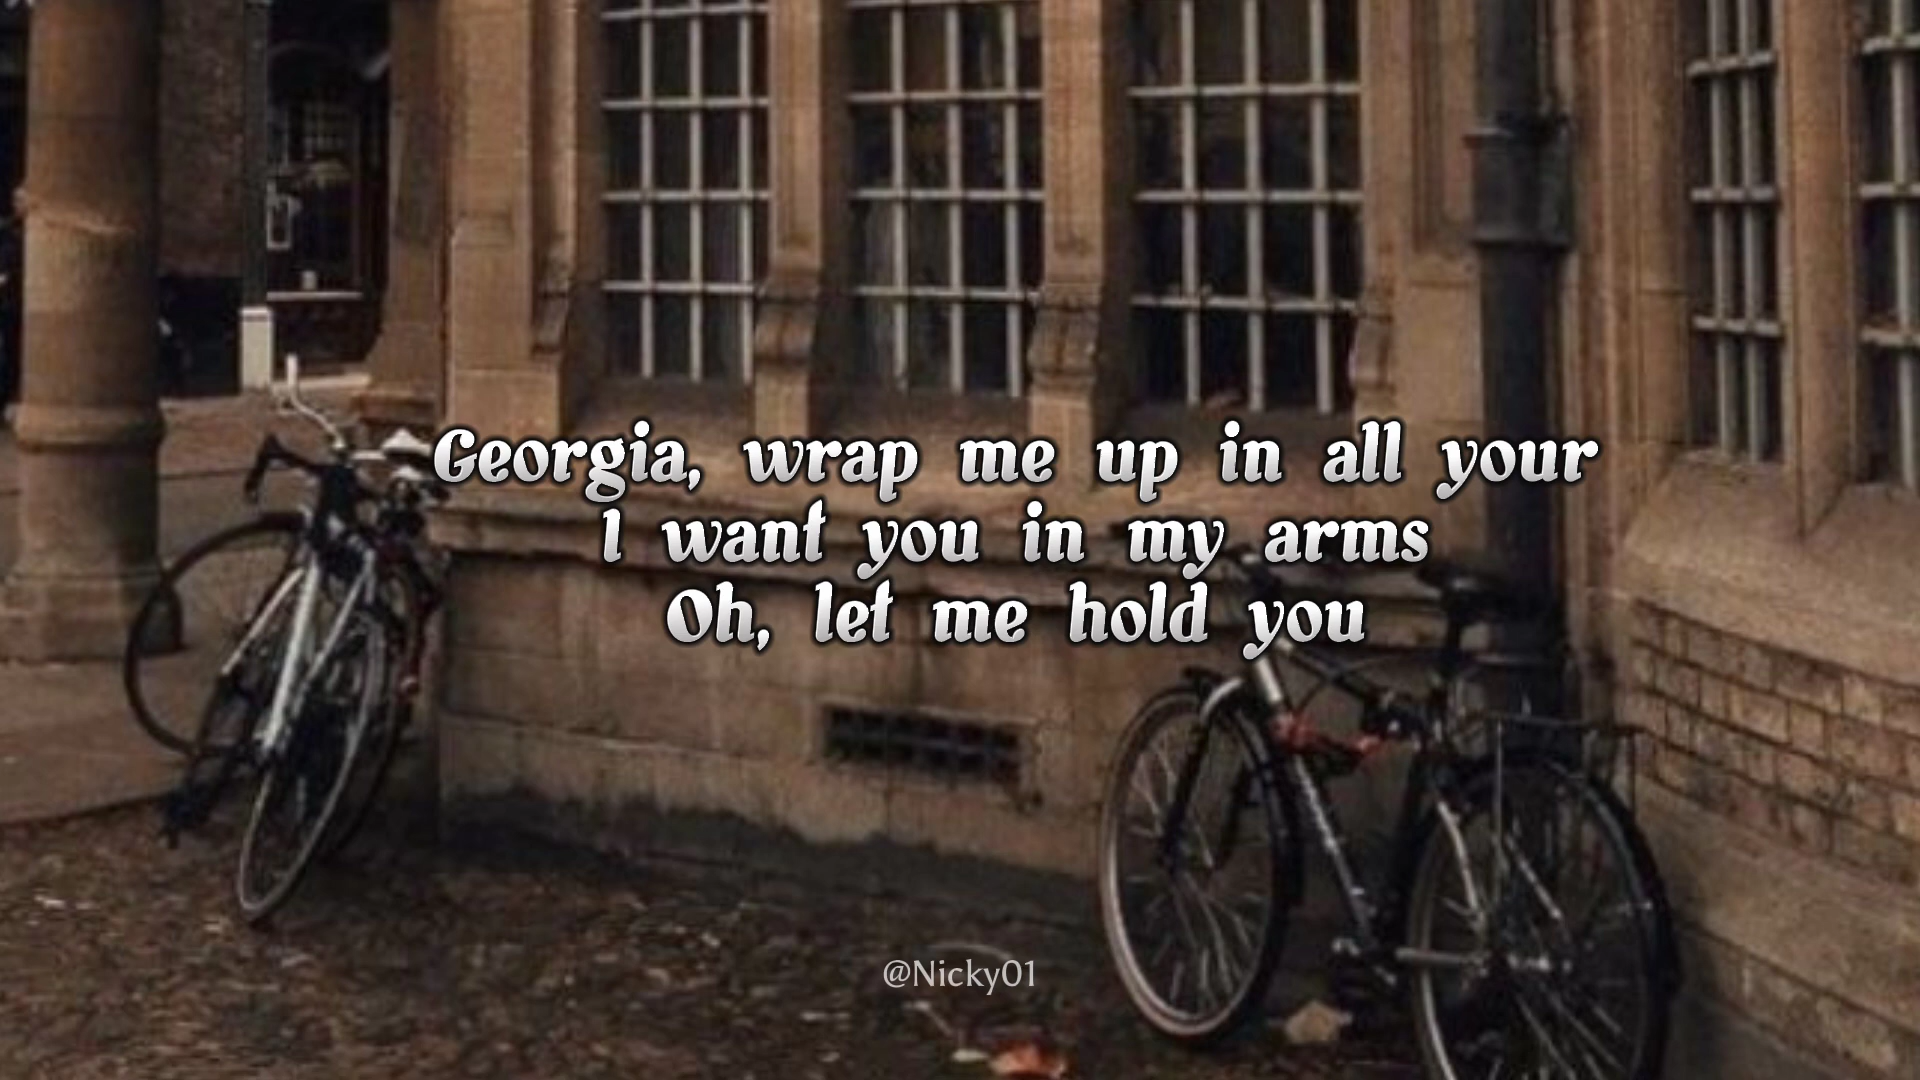 Georgia, wrap me up in all your
I want you in my arms
Oh, let me hold you
@Nicky01